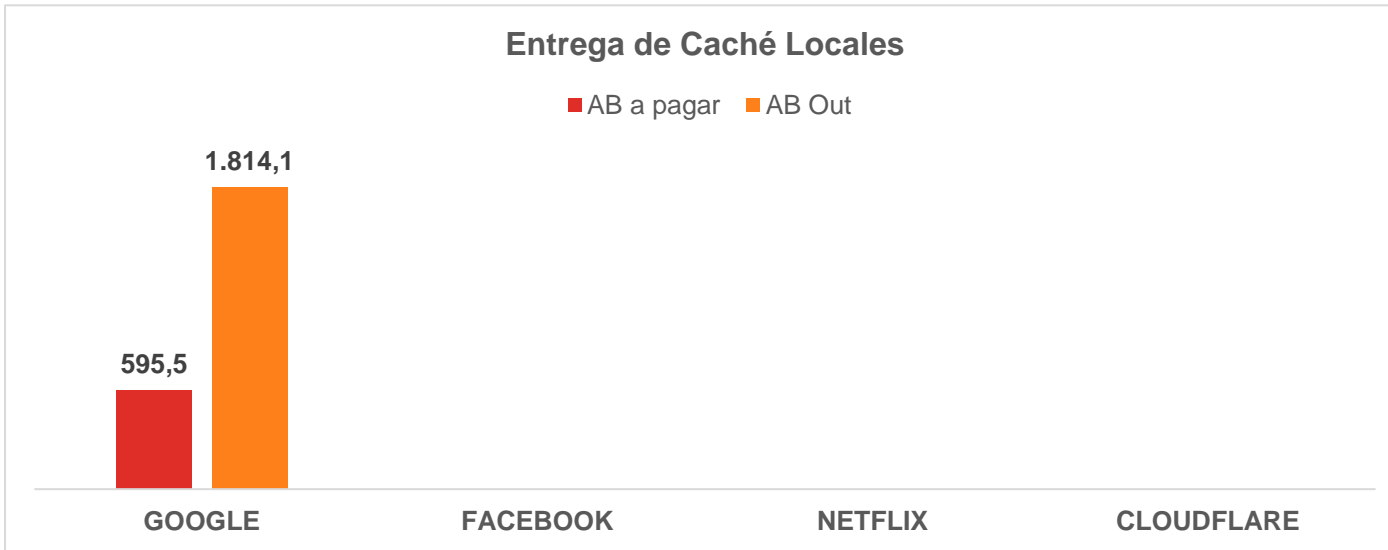 Entrega de Caché Locales
AB a pagar AB Out
1.814,1
595,5
GOOGLE FACEBOOK NETFLIX CLOUDFLARE